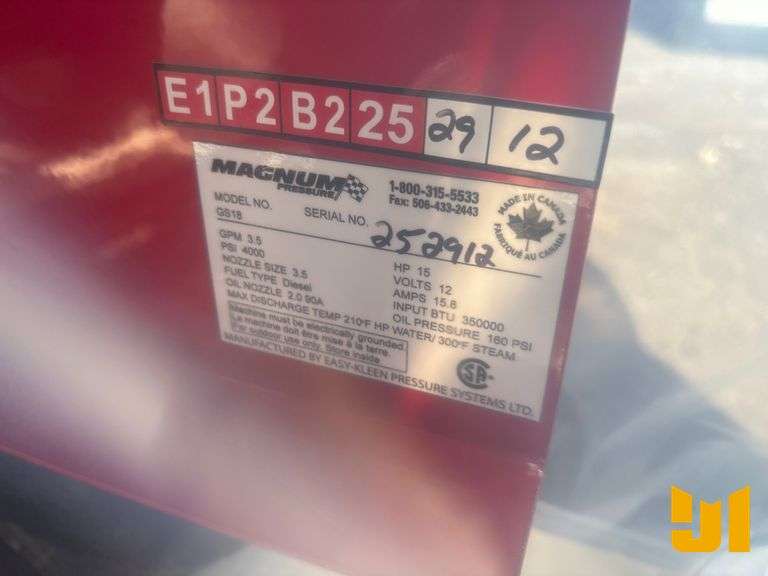 E1 P2 B2 25 29 12
MAGNUM
PRESSURE
1-800-315-5533
Fax: 506-433-2443
MADE IN CANADA
FABRIQUÉ AU CANADA
MODEL NO. SERIAL NO. 252912
GS18
GPM 3.5 HP 15
PSI 4000 VOLTS 12
NOZZLE SIZE 3.5 AMPS 15.8
FUEL TYPE Diesel INPUT BTU 350000
OIL NOZZLE 2.0 90A OIL PRESSURE 160 PSI
MAX DISCHARGE TEMP 210°F HP WATER/ 300°F STEAM
Machine must be electrically grounded
La machine doit être mise à la terre.
For outdoor use only. Store Inside
MANUFACTURED BY EASY-KLEEN PRESSURE SYSTEMS LTD.